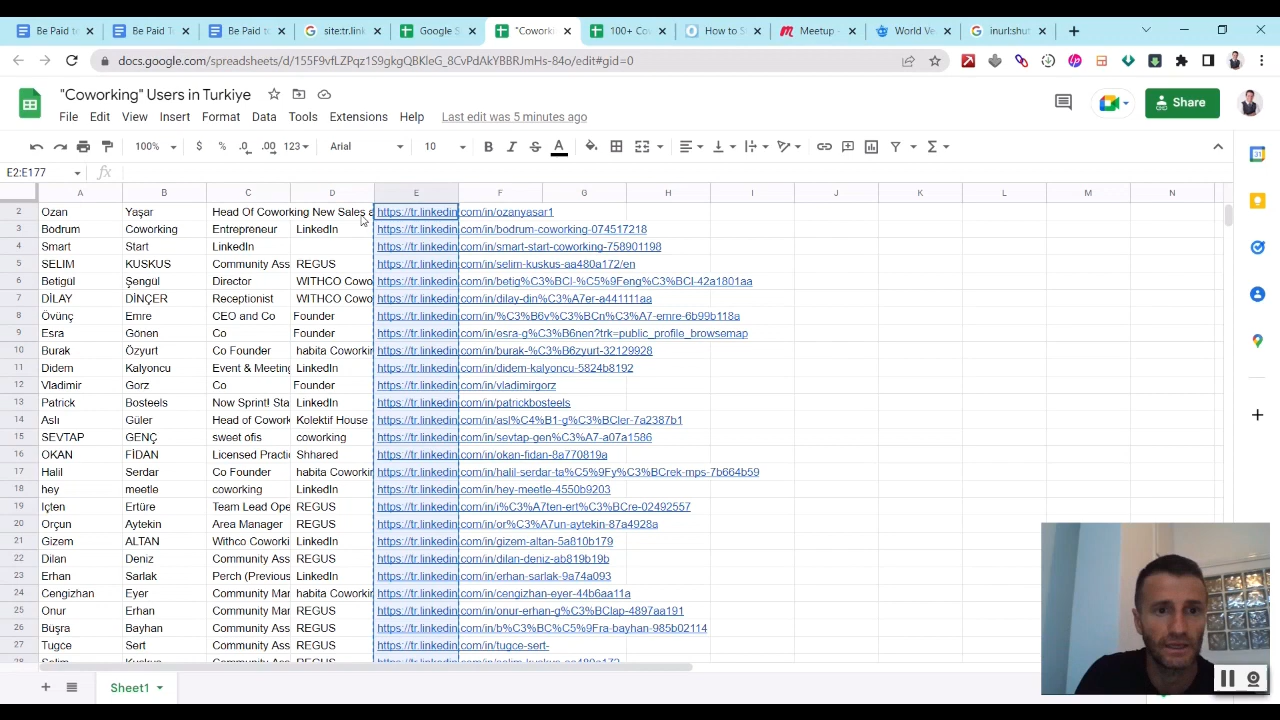 Be Paid to
Be Paid T
Be Paid to
site:tr.link
Google S
"Cowork
100+ Co
How to S
Meetup -
World Ve
inurl:shu
docs.google.com/spreadsheets/d/155F9vfLZPqz1S9gkgQBKleG_8LvPdAkYBBPUmHs-84o/edit#gid=0
"Coworking" Users in Turkiye
File Edit View Insert Format Data Tools Extensions Help Last edit was 5 minutes ago
Share
100% $ % .0 .00 123 Arial 10 B I S A
E2:E177 fx
A B C D E F G H I J K L M N
2 Ozan Yaşar Head Of Coworking New Sales a https://tr.linkedin.com/in/ozanyasar1
3 Bodrum Coworking Entrepreneur LinkedIn https://tr.linkedin.com/in/bodrum-coworking-074517218
4 Smart Start LinkedIn https://tr.linkedin.com/in/smart-start-coworking-758901198
5 SELIM KUSKUS Community Ass REGUS https://tr.linkedin.com/in/selim-kuskus-aa480a172/en
6 Betigül Şengül Director WITHCO Cowo https://tr.linkedin.com/in/betig%C3%BCl-%C5%9Feng%C3%BCl-42a1801aa
7 DİLAY DİNÇER Receptionist WITHCO Cowo https://tr.linkedin.com/in/dilay-din%C3%A7er-a441111aa
8 Övünç Emre CEO and Co Founder https://tr.linkedin.com/in/%C3%B6v%C3%BCn%C3%A7-emre-6b99b118a
9 Esra Gönen Co Founder https://tr.linkedin.com/in/esra-g%C3%B6nen?trk=public_profile_browsemap
10 Burak Özyurt Co Founder habita Coworkin https://tr.linkedin.com/in/burak-%C3%B6zyurt-32129928
11 Didem Kalyoncu Event & Meeting LinkedIn https://tr.linkedin.com/in/didem-kalyoncu-5824b8192
12 Vladimir Gorz Co Founder https://tr.linkedin.com/in/vladimirgorz
13 Patrick Bosteels Now Sprint! Sta LinkedIn https://tr.linkedin.com/in/patrickbosteels
14 Aslı Güler Head of Cowork Kolektif House https://tr.linkedin.com/in/asl%C4%B1-g%C3%BCler-7a2387b1
15 SEVTAP GENÇ sweet ofis coworking https://tr.linkedin.com/in/sevtap-gen%C3%A7-a07a1586
16 OKAN FİDAN Licensed Practic Shhared https://tr.linkedin.com/in/okan-fidan-8a770819a
17 Halil Serdar Co Founder habita Coworkin https://tr.linkedin.com/in/halil-serdar-ta%C5%9Fy%C3%BCrek-mps-7b664b59
18 hey meetle coworking LinkedIn https://tr.linkedin.com/in/hey-meetle-4550b9203
19 Içten Ertüre Team Lead Ope REGUS https://tr.linkedin.com/in/i%C3%A7ten-ert%C3%BCre-02492557
20 Orçun Aytekin Area Manager REGUS https://tr.linkedin.com/in/or%C3%A7un-aytekin-87a4928a
21 Gizem ALTAN Withco Coworki LinkedIn https://tr.linkedin.com/in/gizem-altan-5a810b179
22 Dilan Deniz Community Ass REGUS https://tr.linkedin.com/in/dilan-deniz-ab819b19b
23 Erhan Sarlak Perch (Previous LinkedIn https://tr.linkedin.com/in/erhan-sarlak-9a74a093
24 Cengizhan Eyer Community Man habita Coworkin https://tr.linkedin.com/in/cengizhan-eyer-44b6aa11a
25 Onur Erhan Community Mar REGUS https://tr.linkedin.com/in/onur-erhan-g%C3%BClap-4897aa191
26 Büşra Bayhan Community Ass REGUS https://tr.linkedin.com/in/b%C3%BC%C5%9Fra-bayhan-985b02114
27 Tugce Sert Community Ass REGUS https://tr.linkedin.com/in/tugce-sert-
Sheet1